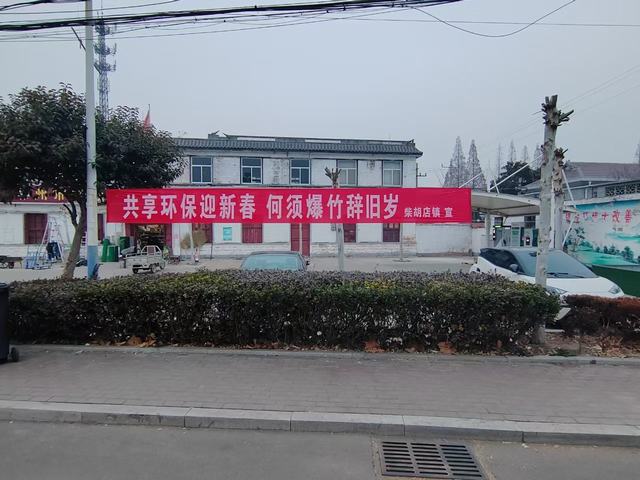 共享环保迎新春 何须爆竹辞旧岁 柴胡店镇 宣